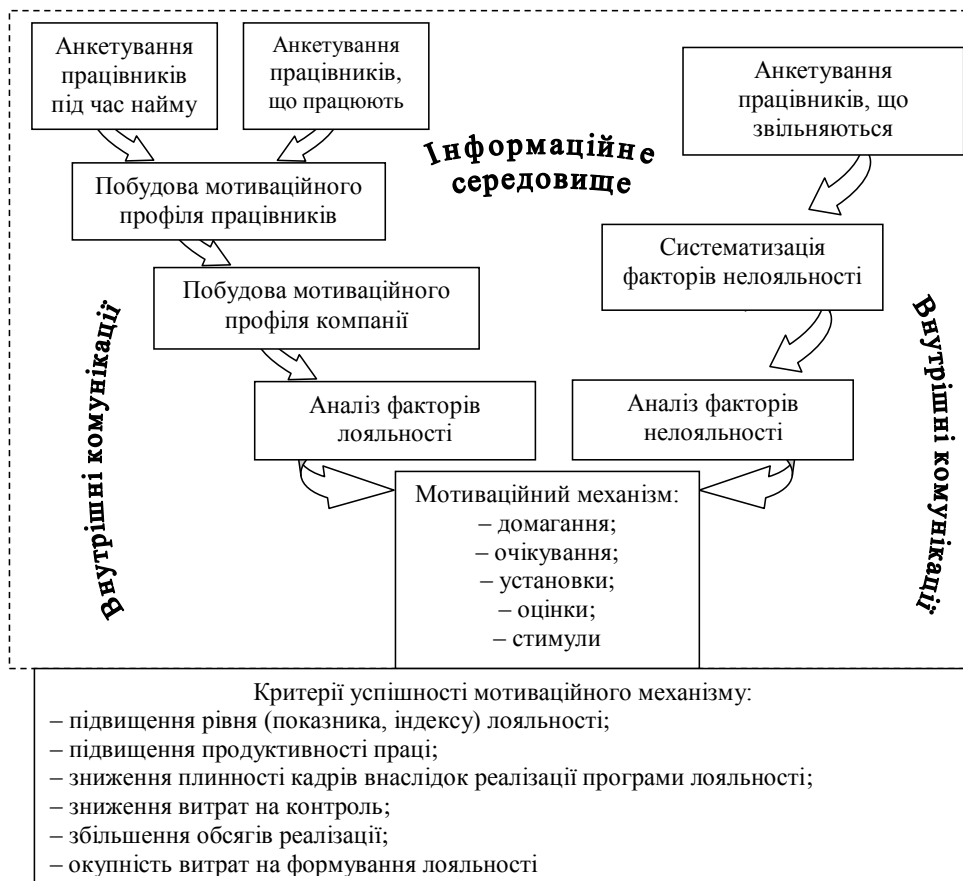 Анкетування
працівників
під час найму
Анкетування
працівників,
що працюють
Анкетування
працівників, що
звільняються
Інформаційне
середовище
Побудова мотиваційного
профіля працівників
Систематизація
факторів нелояльності
Побудова мотиваційного
профіля компанії
Внутрішні комунікації
Внутрішні комунікації
Аналіз факторів
лояльності
Аналіз факторів
нелояльності
Мотиваційний механізм:
– домагання;
– очікування;
– установки;
– оцінки;
– стимули
Критерії успішності мотиваційного механізму:
– підвищення рівня (показника, індексу) лояльності;
– підвищення продуктивності праці;
– зниження плинності кадрів внаслідок реалізації програми лояльності;
– зниження витрат на контроль;
– збільшення обсягів реалізації;
– окупність витрат на формування лояльності